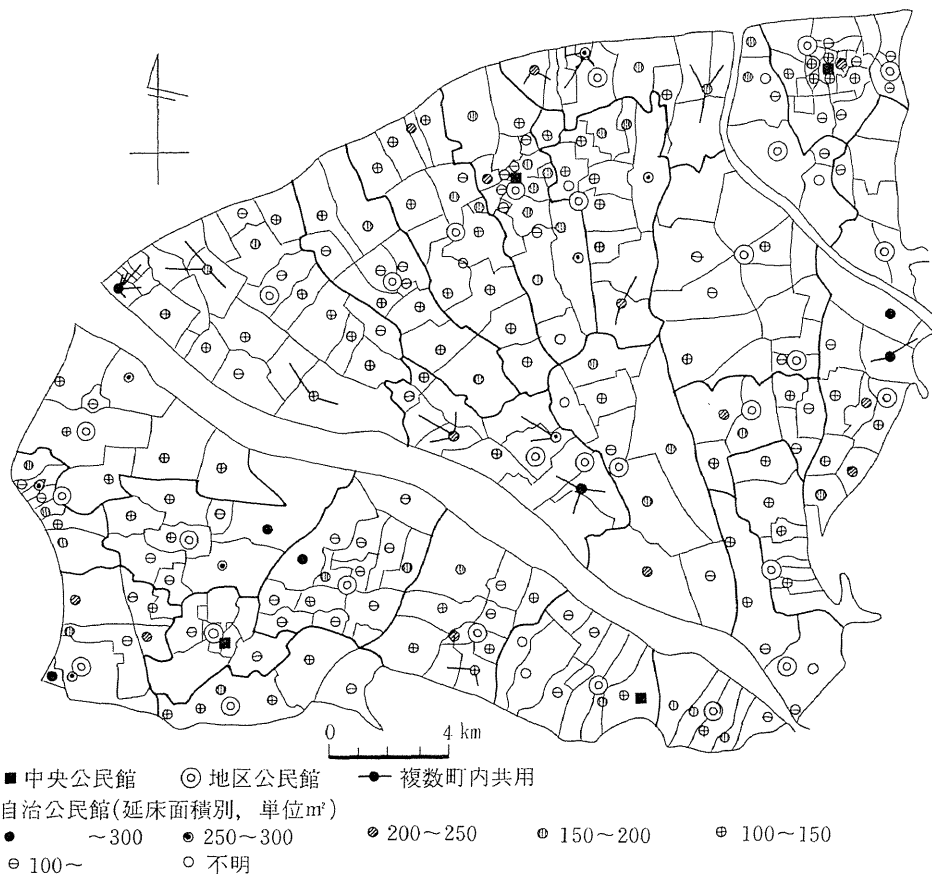 0 4 km
■ 中央公民館 ◎ 地区公民館 複数町内共用
自治公民館(延床面積別, 単位㎡)
～300 250～300 200～250 150～200 100～150
100～ 不明